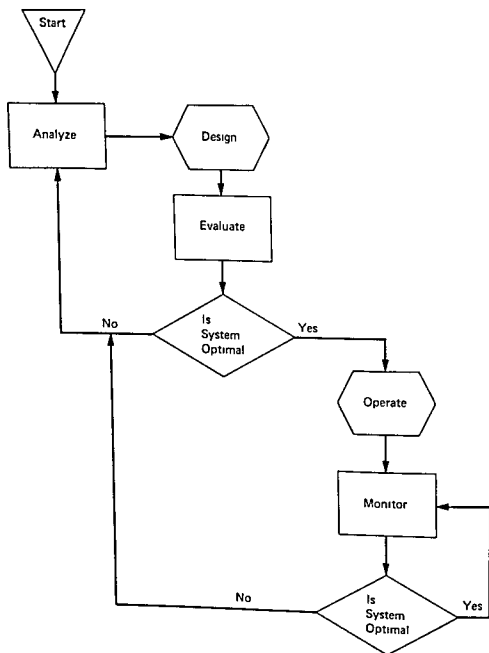 Start
Analyze
Design
Evaluate
No
Is
System
Optimal
Yes
Operate
Monitor
No
Is
System
Optimal
Yes